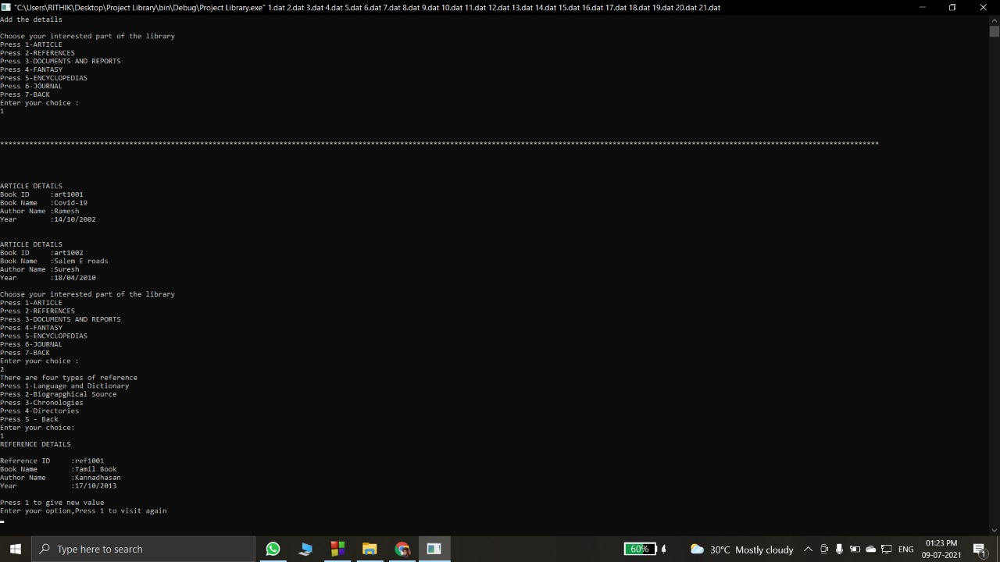 "C:\Users\RITHIK\Desktop\Project Library\bin\Debug\Project Library.exe" 1.dat 2.dat 3.dat 4.dat 5.dat 6.dat 7.dat 8.dat 9.dat 10.dat 11.dat 12.dat 13.dat 14.dat 15.dat 16.dat 17.dat 18.dat 19.dat 20.dat 21.dat
Add the details
Choose your interested part of the library
Press 1-ARTICLE
Press 2-REFERENCES
Press 3-DOCUMENTS AND REPORTS
Press 4-FANTASY
Press 5-ENCYCLOPEDIAS
Press 6-JOURNAL
Press 7-BACK
Enter your choice :
1
*******************************************************************************************************************************************************************************************************************
ARTICLE DETAILS
Book ID     :art1001
Book Name   :Covid-19
Author Name :Ramesh
Year        :14/10/2002
ARTICLE DETAILS
Book ID     :art1002
Book Name   :Salem E roads
Author Name :Suresh
Year        :18/04/2010
Choose your interested part of the library
Press 1-ARTICLE
Press 2-REFERENCES
Press 3-DOCUMENTS AND REPORTS
Press 4-FANTASY
Press 5-ENCYCLOPEDIAS
Press 6-JOURNAL
Press 7-BACK
Enter your choice :
2
There are four types of reference
Press 1-Language and Dictionary
Press 2-Biograpghical Source
Press 3-Chronologies
Press 4-Directories
Press 5 - Back
Enter your choice:
1
REFERENCE DETAILS
Reference ID     :ref1001
Book Name        :Tamil Book
Author Name      :Kannadhasan
Year             :17/10/2013
Press 1 to give new value
Enter your option,Press 1 to visit again
Type here to search
60%
30°C Mostly cloudy
ENG
01:23 PM
09-07-2021
1